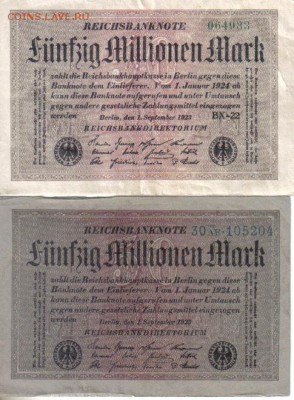 COINS.LAV.RU
REICHSBANKNOTE
064933
Fünfzig Millionen Mark
zahlt die Reichsbankhauptkasse in Berlin gegen diese
Banknote dem Einlieferer. Vom 1. Januar 1924 ab
kann diese Banknote aufgerufen und unter Umtausch
gegen andere gesetzliche Zahlungsmittel eingezogen
werden
Berlin, den 1. September 1923
BX-22
REICHSBANKDIREKTORIUM
REICHSBANKNOTE
105204
Fünfzig Millionen Mark
zahlt die Reichsbankhauptkasse in Berlin gegen diese
Banknote dem Einlieferer. Vom 1. Januar 1924 ab
kann diese Banknote aufgerufen und unter Umtausch
gegen andere gesetzliche Zahlungsmittel eingezogen
werden
Berlin, den 1. September 1923
REICHSBANKDIREKTORIUM